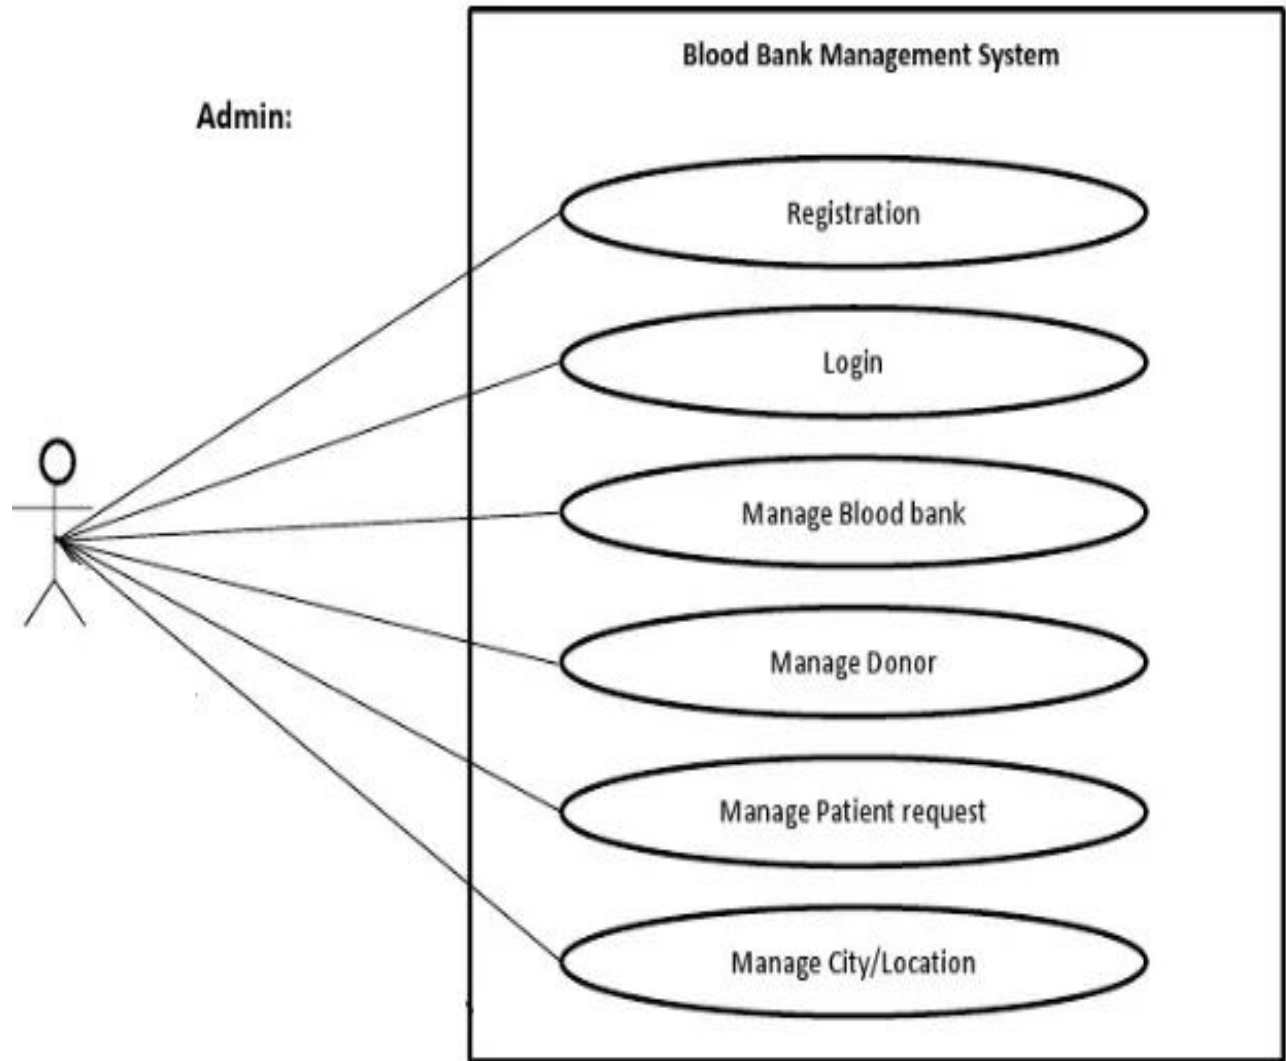 Blood Bank Management System
Admin:
Registration
Login
Manage Blood bank
Manage Donor
Manage Patient request
Manage City/Location